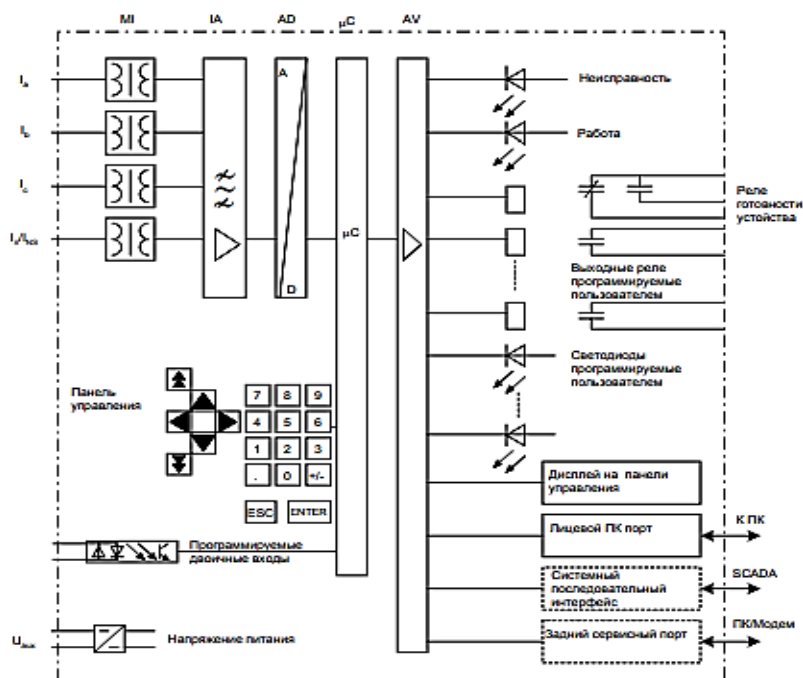 MI IA AD µC AV
Iₐ
I_b
I_c
A
D
µC
Неисправность
Работа
Реле
готовности
устройства
Выходные реле
программируемые
пользователем
Светодиоды
программируемые
пользователем
Панель
управления
7 8 9
4 5 6
1 2 3
. 0 +/-
ESC ENTER
Дисплей на панели
управления
Лицевой ПК порт
К ПК
Программируемые
двоичные входы
Системный
последовательный
интерфейс
SCADA
Напряжение питания
Задний сервисный порт
ПК/Модем